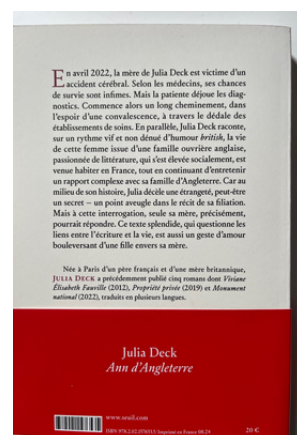 En avril 2022, la mère de Julia Deck est victime d'un
accident cérébral. Selon les médecins, ses chances
de survie sont infimes. Mais la patiente déjoue les diag-
nostics. Commence alors un long cheminement, dans
l'espoir d'une convalescence, à travers le dédale des
établissements de soins. En parallèle, Julia Deck raconte,
sur un rythme vif et non dénué d'humour british, la vie
de cette femme issue d'une famille ouvrière anglaise,
passionnée de littérature, qui s'est élevée socialement, est
venue habiter en France, tout en continuant d'entretenir
un rapport complexe avec sa famille d'Angleterre. Car au
milieu de son histoire, Julia décèle une étrangeté, peut-être
un secret – un point aveugle dans le récit de sa filiation.
Mais à cette interrogation, seule sa mère, précisément,
pourrait répondre. Ce texte splendide, qui questionne les
liens entre l'écriture et la vie, est aussi un geste d'amour
bouleversant d'une fille envers sa mère.
Née à Paris d'un père français et d'une mère britannique,
JULIA DECK a précédemment publié cinq romans dont Viviane
Élisabeth Fauville (2012), Propriété privée (2019) et Monument
national (2022), traduits en plusieurs langues.
Julia Deck
Ann d'Angleterre
www.seuil.com
Imprimé en France 08.24
20 €